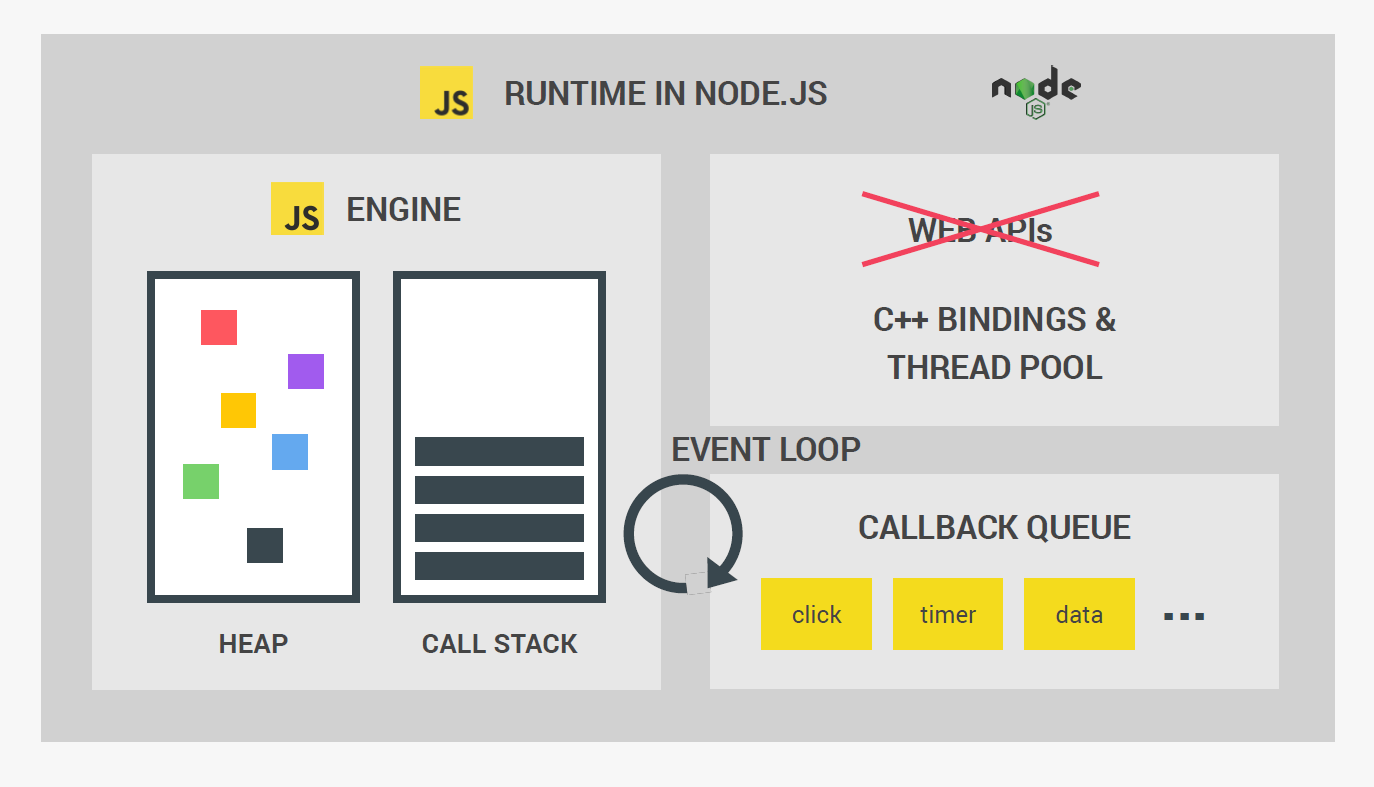 JS RUNTIME IN NODE.JS
node
JS
JS ENGINE
HEAP
CALL STACK
WEB APIs
C++ BINDINGS &
THREAD POOL
EVENT LOOP
CALLBACK QUEUE
click timer data ...